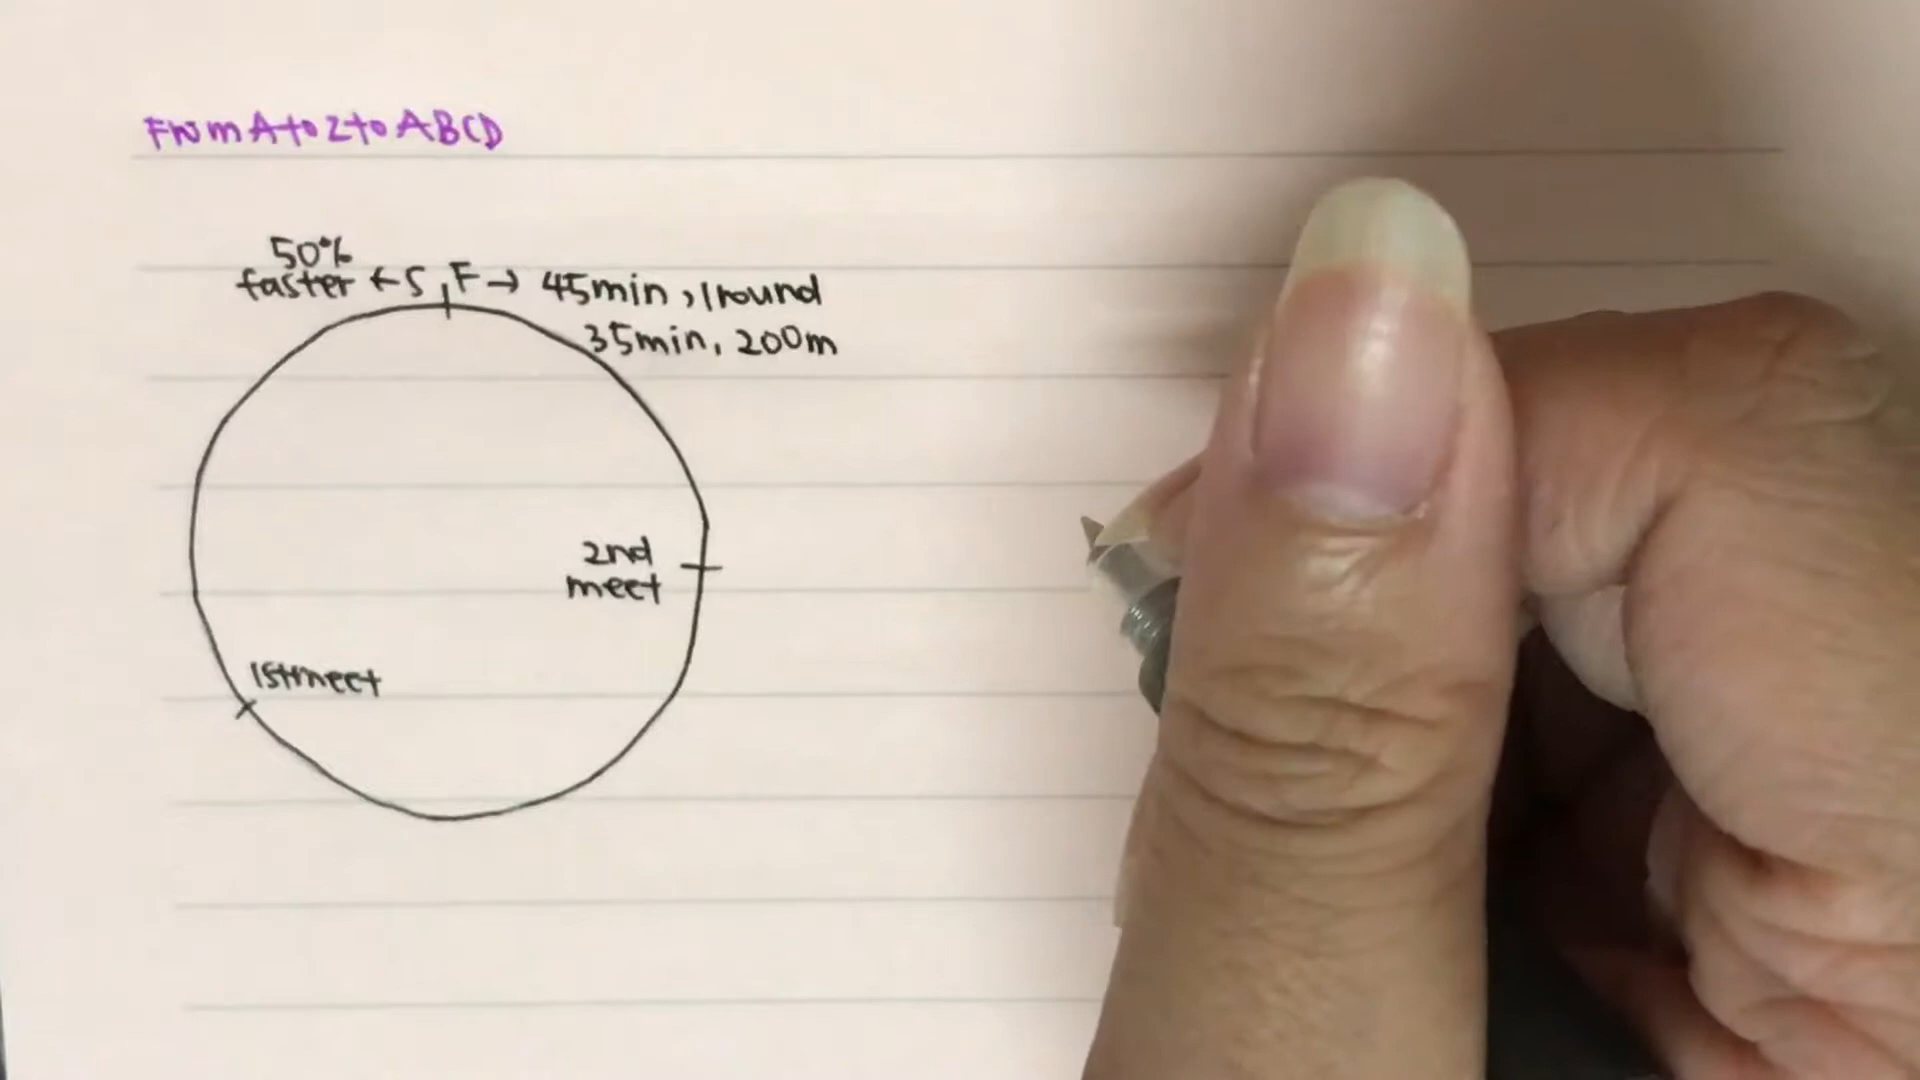 From A to Z to ABCD
50%
faster ← S, F → 45min, 1round
35min, 200m
2nd
meet
1st meet